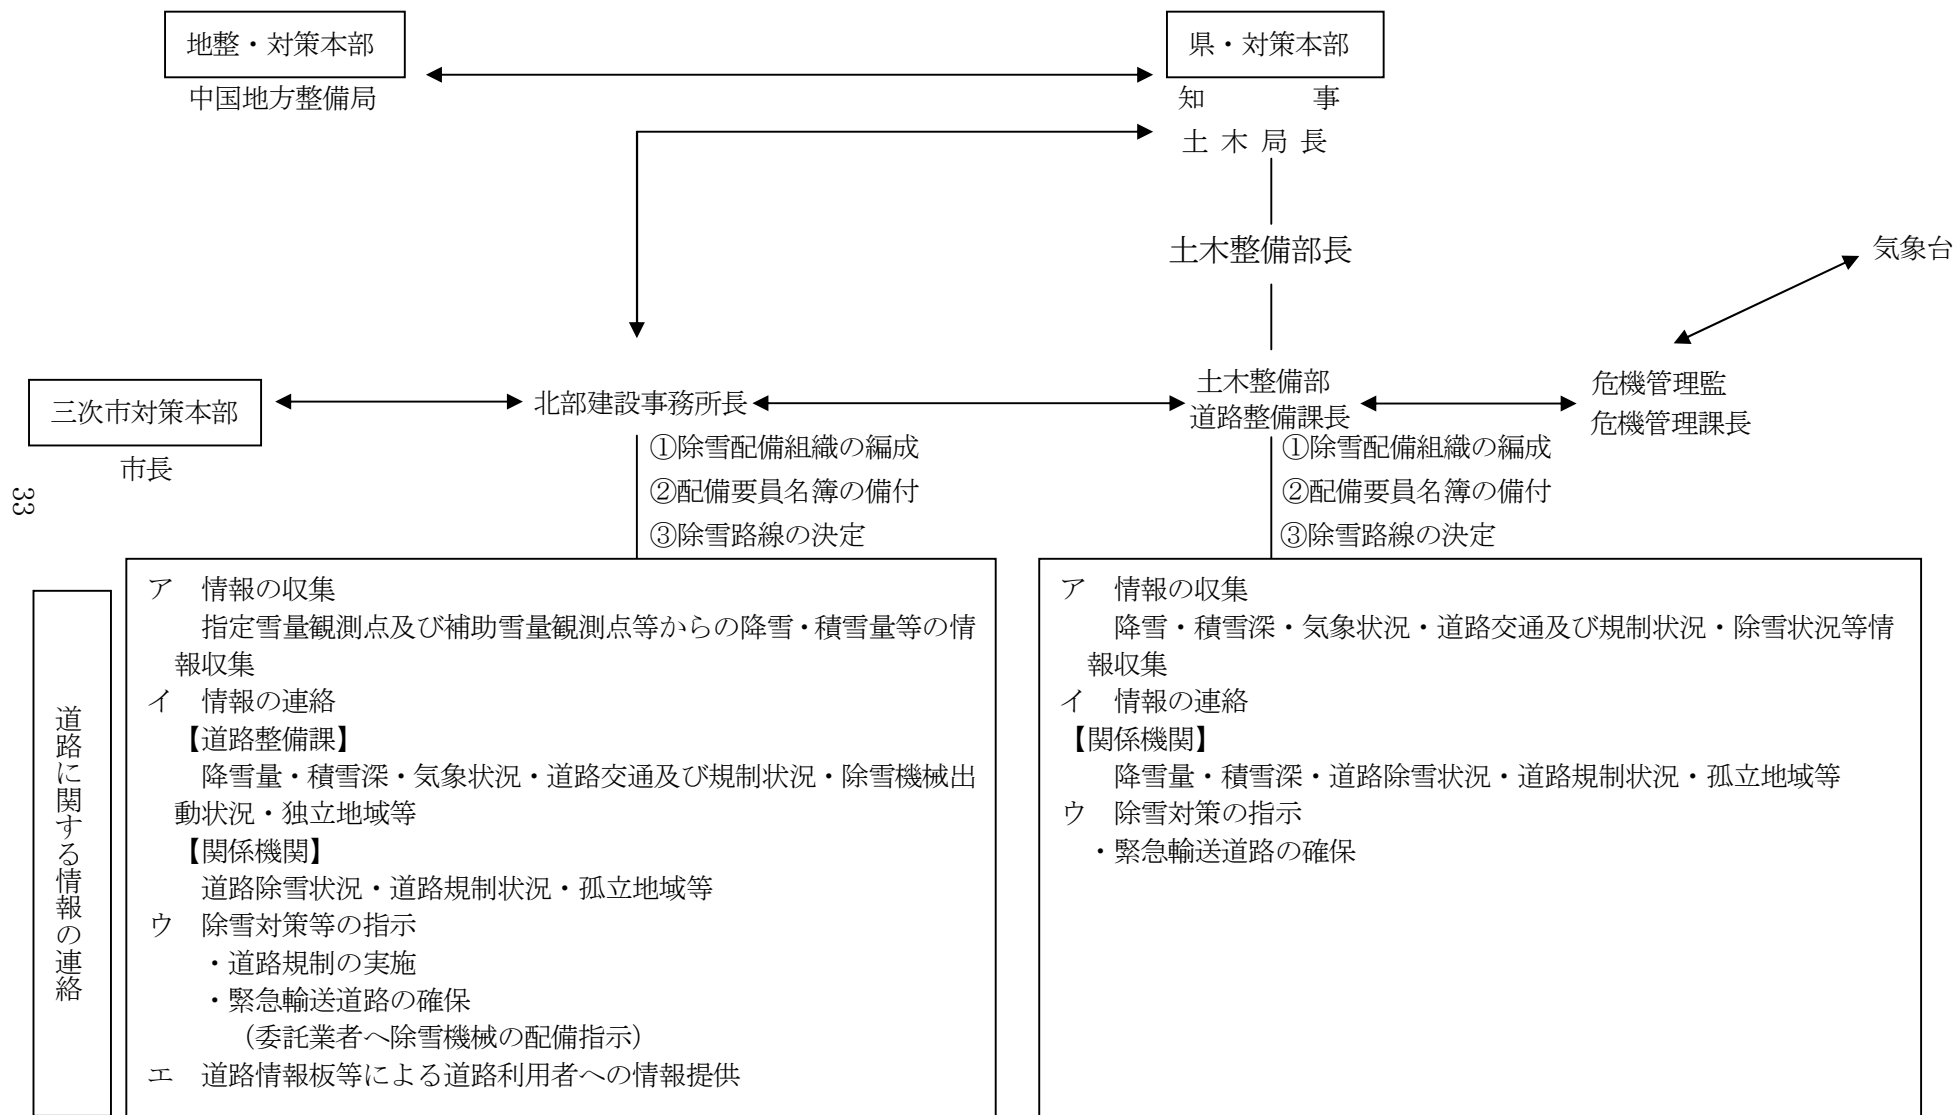 地整・対策本部
中国地方整備局
県・対策本部
知　　　事
土 木 局 長
土木整備部長
気象台
三次市対策本部
市長
北部建設事務所長
土木整備部
道路整備課長
危機管理監
危機管理課長
①除雪配備組織の編成
②配備要員名簿の備付
③除雪路線の決定
①除雪配備組織の編成
②配備要員名簿の備付
③除雪路線の決定
33
道路に関する情報の連絡
ア　情報の収集
指定雪量観測点及び補助雪量観測点等からの降雪・積雪量等の情
報収集
イ　情報の連絡
【道路整備課】
降雪量・積雪深・気象状況・道路交通及び規制状況・除雪機械出
動状況・独立地域等
【関係機関】
道路除雪状況・道路規制状況・孤立地域等
ウ　除雪対策等の指示
・道路規制の実施
・緊急輸送道路の確保
（委託業者へ除雪機械の配備指示）
エ　道路情報板等による道路利用者への情報提供
ア　情報の収集
降雪・積雪深・気象状況・道路交通及び規制状況・除雪状況等情
報収集
イ　情報の連絡
【関係機関】
降雪量・積雪深・道路除雪状況・道路規制状況・孤立地域等
ウ　除雪対策の指示
・緊急輸送道路の確保